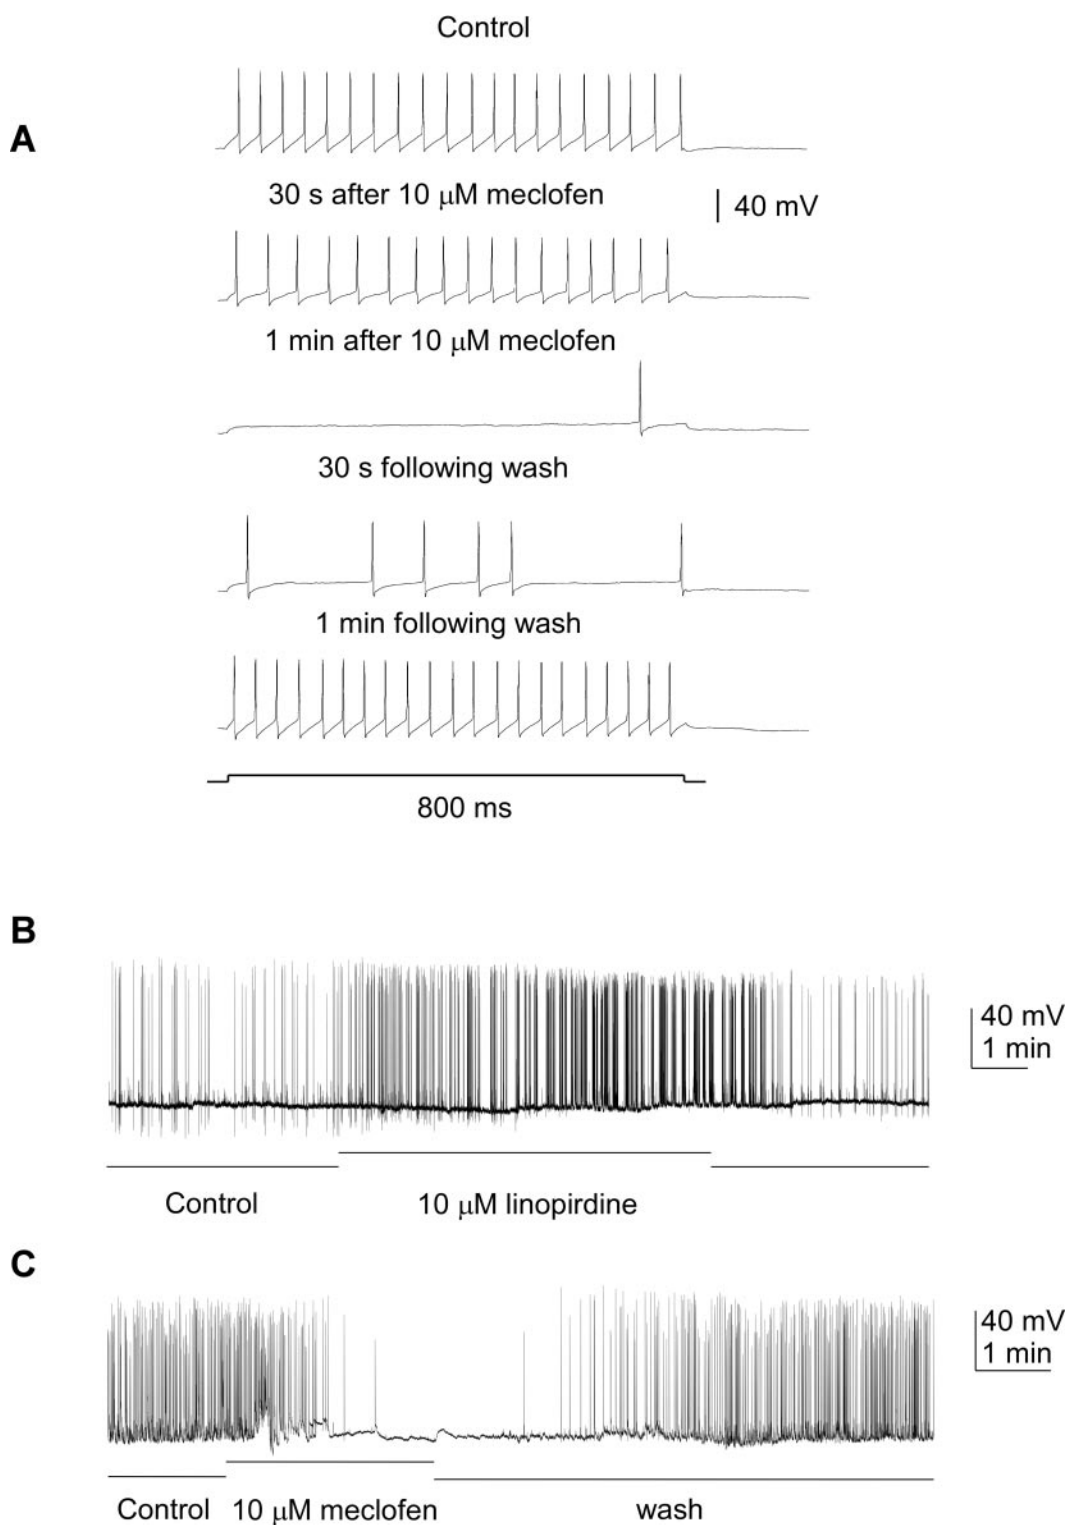 Control
A
30 s after 10 μM meclofen
40 mV
1 min after 10 μM meclofen
30 s following wash
1 min following wash
800 ms
B
40 mV
1 min
Control
10 μM linopirdine
C
40 mV
1 min
Control
10 μM meclofen
wash